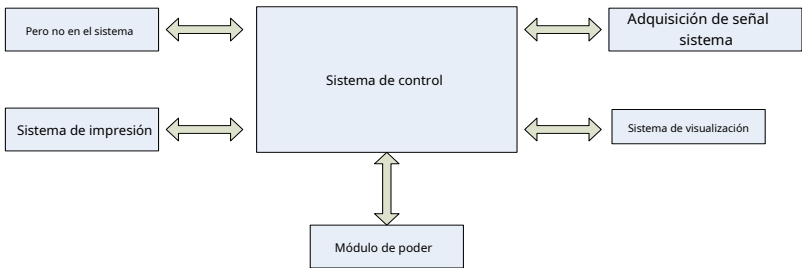 Pero no en el sistema
Adquisición de señal
sistema
Sistema de control
Sistema de impresión
Sistema de visualización
Módulo de poder